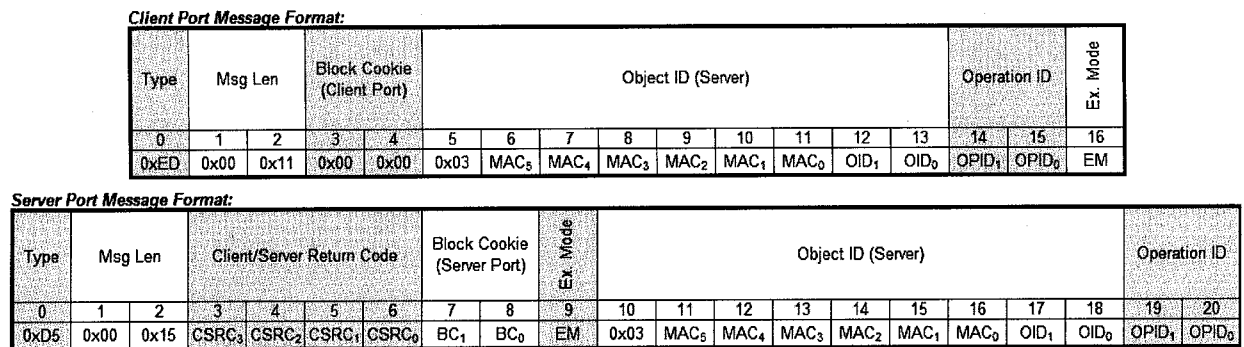 Client Port Message Format:
Type Msg Len Block Cookie (Client Port) Object ID (Server) Operation ID Ex. Mode
0 1 2 3 4 5 6 7 8 9 10 11 12 13 14 15 16
0xED 0x00 0x11 0x00 0x00 0x03 MAC₅ MAC₄ MAC₃ MAC₂ MAC₁ MAC₀ OID₁ OID₀ OPID₁ OPID₀ EM
Server Port Message Format:
Type Msg Len Client/Server Return Code Block Cookie (Server Port) Ex. Mode Object ID (Server) Operation ID
0 1 2 3 4 5 6 7 8 9 10 11 12 13 14 15 16 17 18 19 20
0xD5 0x00 0x15 CSRC₃ CSRC₂ CSRC₁ CSRC₀ BC₁ BC₀ EM 0x03 MAC₅ MAC₄ MAC₃ MAC₂ MAC₁ MAC₀ OID₁ OID₀ OPID₁ OPID₀